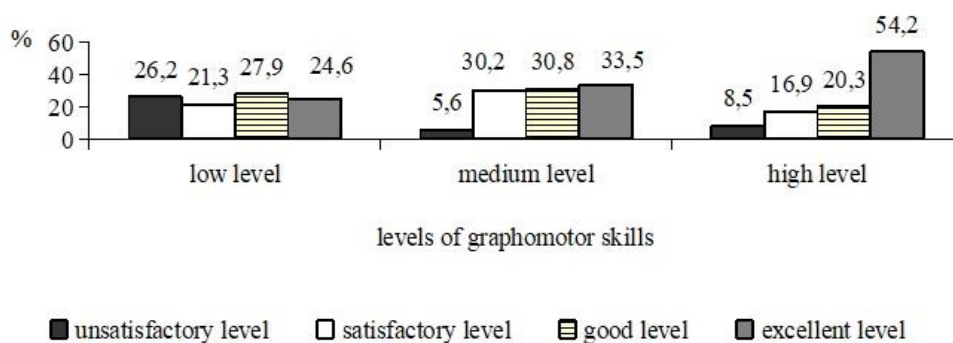 %
60
40
20
0
26,2 21,3 27,9 24,6
5,6 30,2 30,8 33,5
8,5 16,9 20,3 54,2
low level medium level high level
levels of graphomotor skills
unsatisfactory level satisfactory level good level excellent level